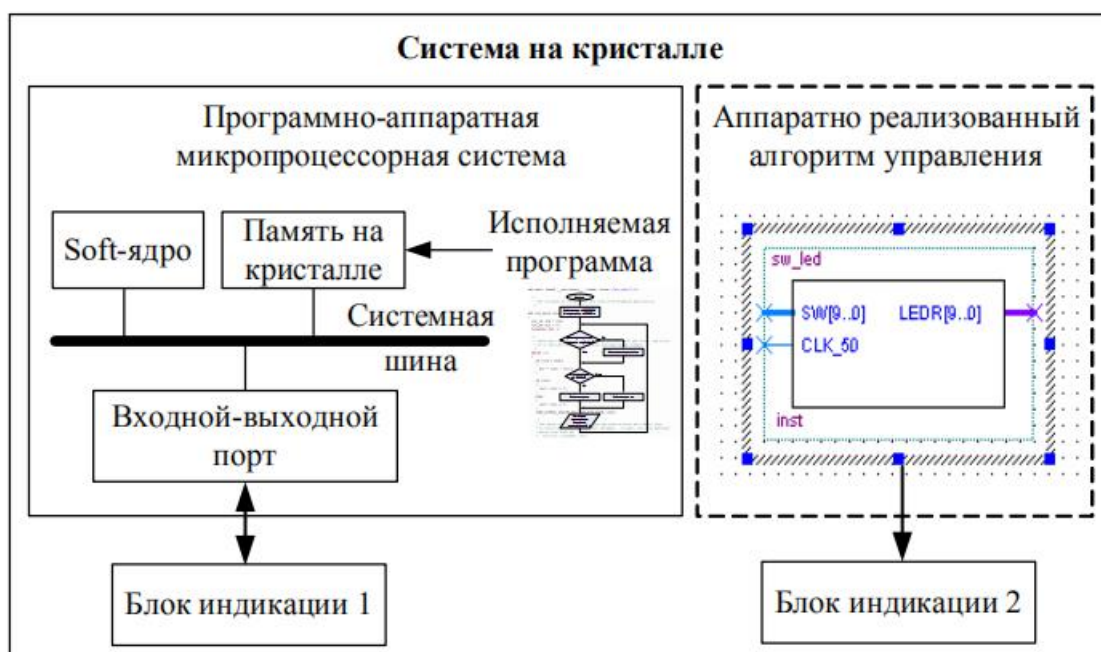 Система на кристалле
Программно-аппаратная
микропроцессорная система
Soft-ядро
Память на
кристалле
Исполняемая
программа
Системная
шина
Входной-выходной
порт
Блок индикации 1
Аппаратно реализованный
алгоритм управления
sw_led
SW[9..0] LEDR[9..0]
CLK_50
inst
Блок индикации 2